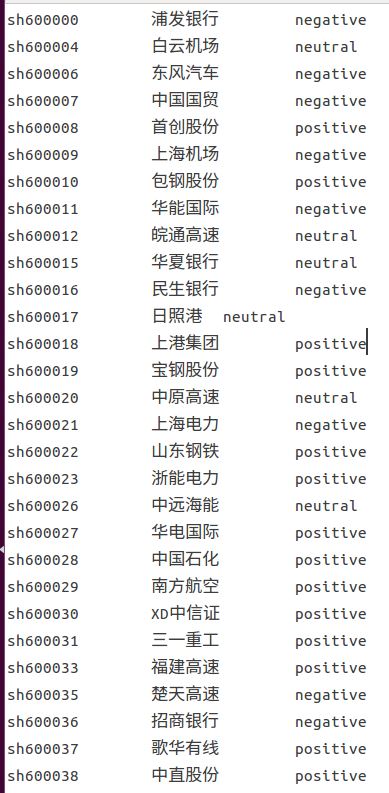 sh600000 浦发银行 negative
sh600004 白云机场 neutral
sh600006 东风汽车 negative
sh600007 中国国贸 negative
sh600008 首创股份 positive
sh600009 上海机场 negative
sh600010 包钢股份 positive
sh600011 华能国际 negative
sh600012 皖通高速 neutral
sh600015 华夏银行 neutral
sh600016 民生银行 negative
sh600017 日照港 neutral
sh600018 上港集团 positive
sh600019 宝钢股份 positive
sh600020 中原高速 neutral
sh600021 上海电力 negative
sh600022 山东钢铁 positive
sh600023 浙能电力 positive
sh600026 中远海能 neutral
sh600027 华电国际 positive
sh600028 中国石化 positive
sh600029 南方航空 positive
sh600030 XD中信证 positive
sh600031 三一重工 positive
sh600033 福建高速 positive
sh600035 楚天高速 negative
sh600036 招商银行 negative
sh600037 歌华有线 positive
sh600038 中直股份 positive